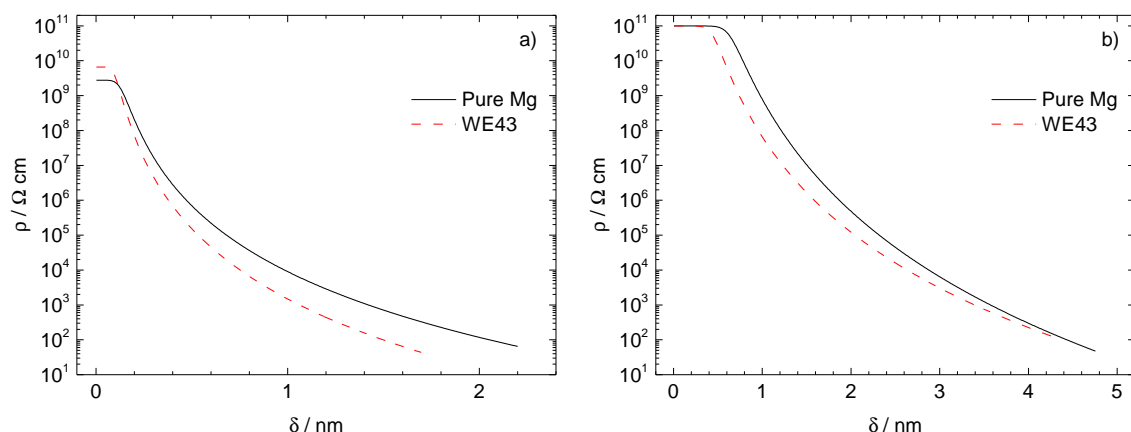 a)
10¹¹
10¹⁰
10⁹
10⁸
10⁷
10⁶
10⁵
10⁴
10³
10²
10¹
ρ / Ω cm
Pure Mg
WE43
0 1 2
δ / nm
b)
10¹¹
10¹⁰
10⁹
10⁸
10⁷
10⁶
10⁵
10⁴
10³
10²
10¹
ρ / Ω cm
Pure Mg
WE43
0 1 2 3 4 5
δ / nm